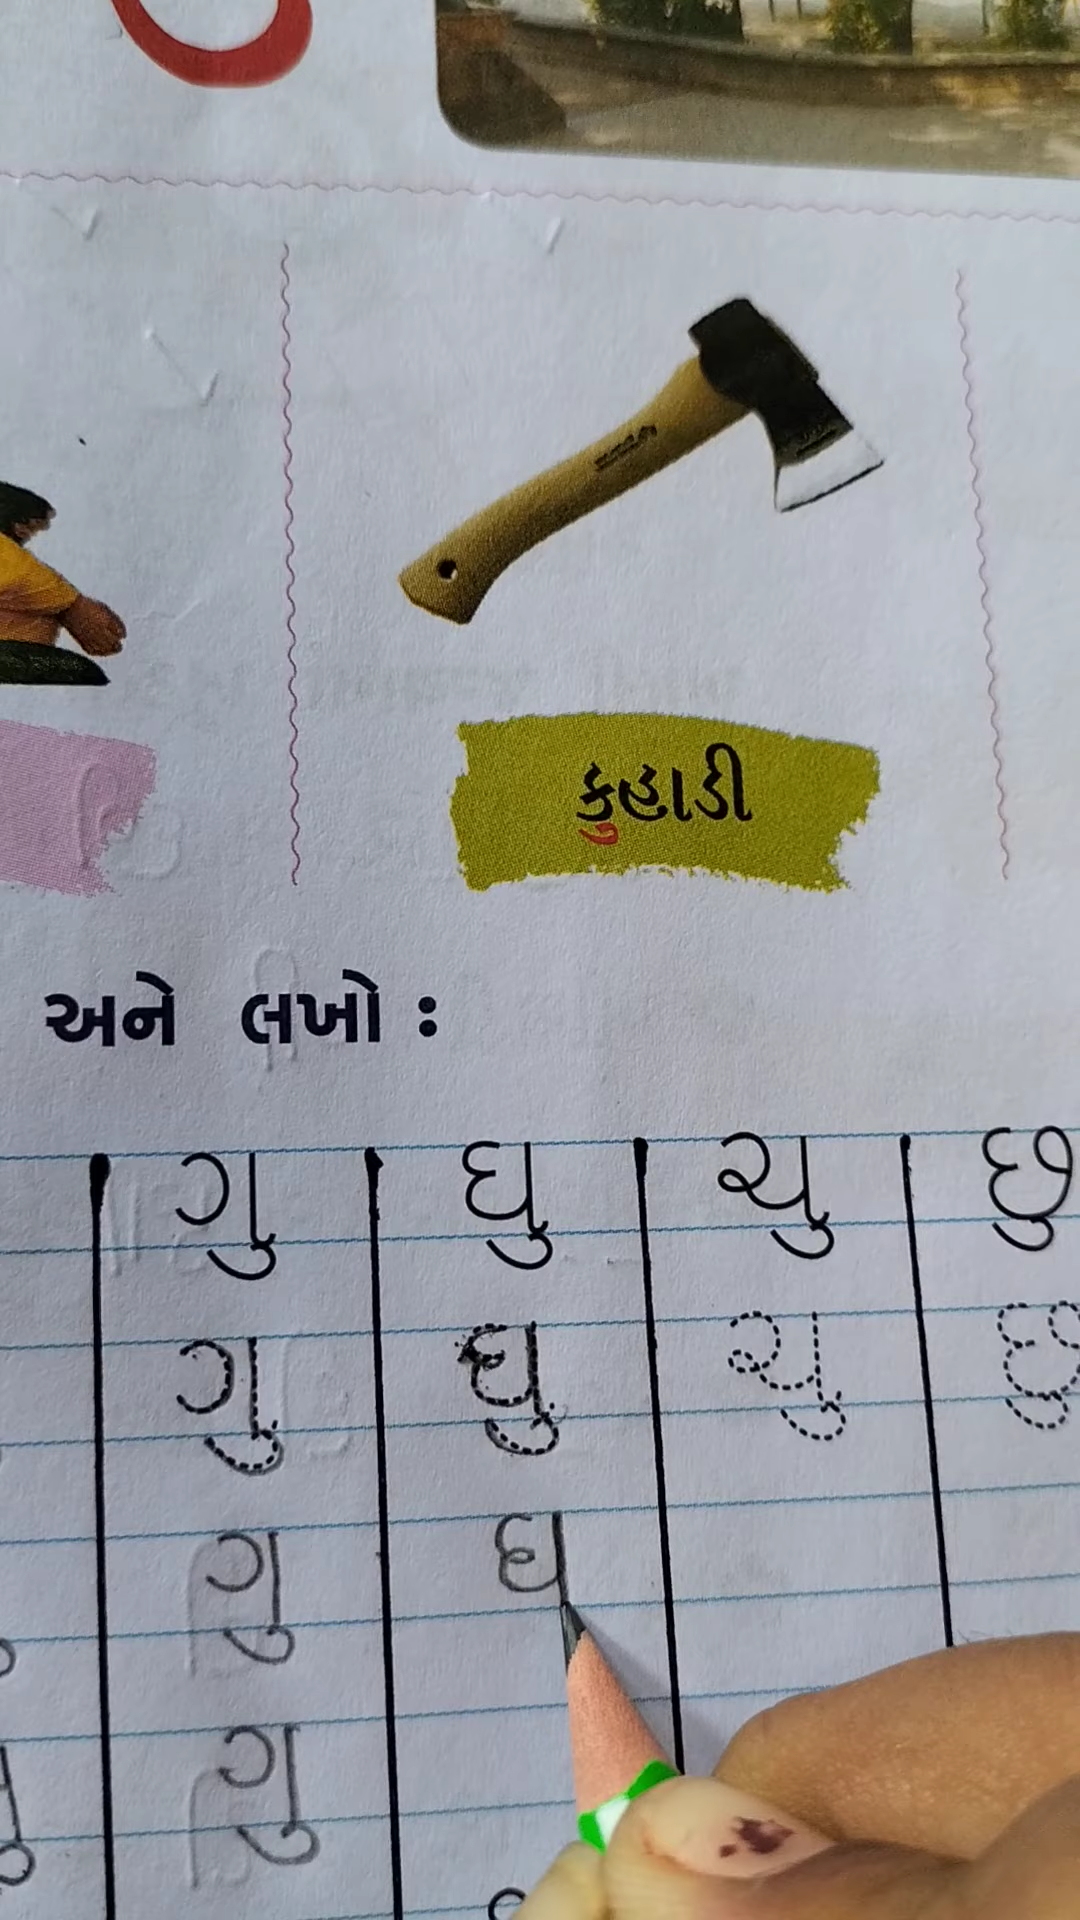 કુહાડી
અને લખો :
ગુ ઘુ ચુ છુ
ગુ ઘુ ચુ છુ
ગુ ઘ
ગુ